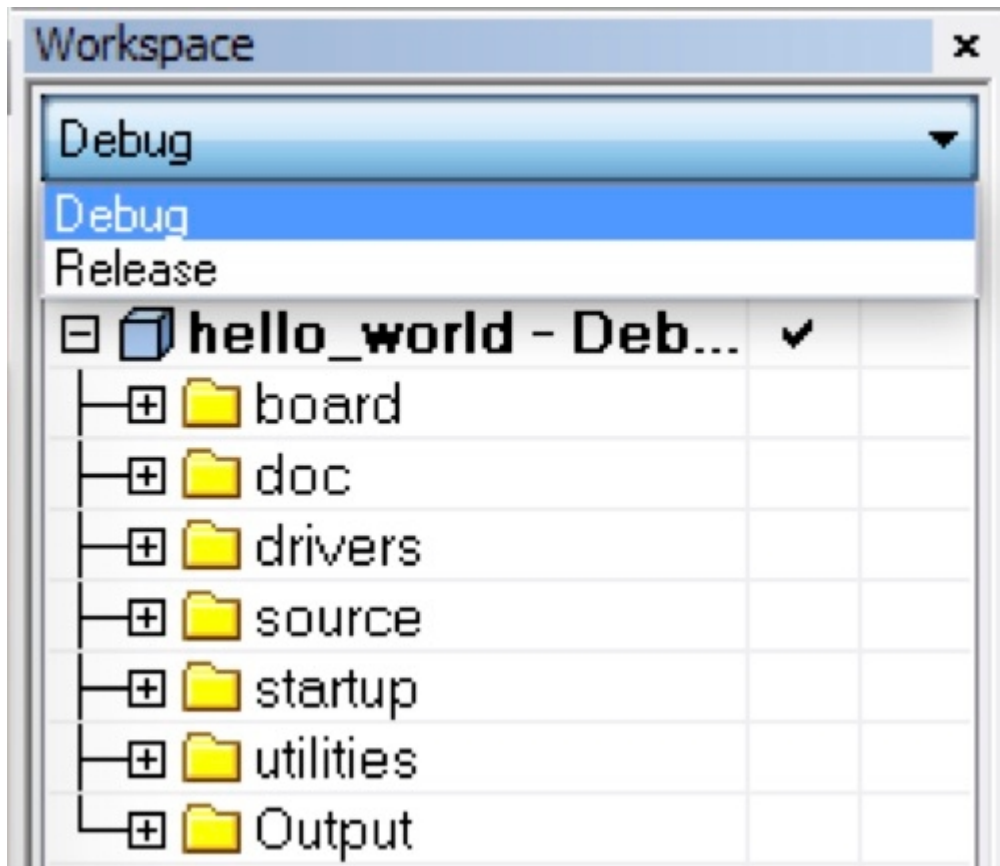 Workspace
Debug
Debug
Release
hello_world - Deb...
board
doc
drivers
source
startup
utilities
Output